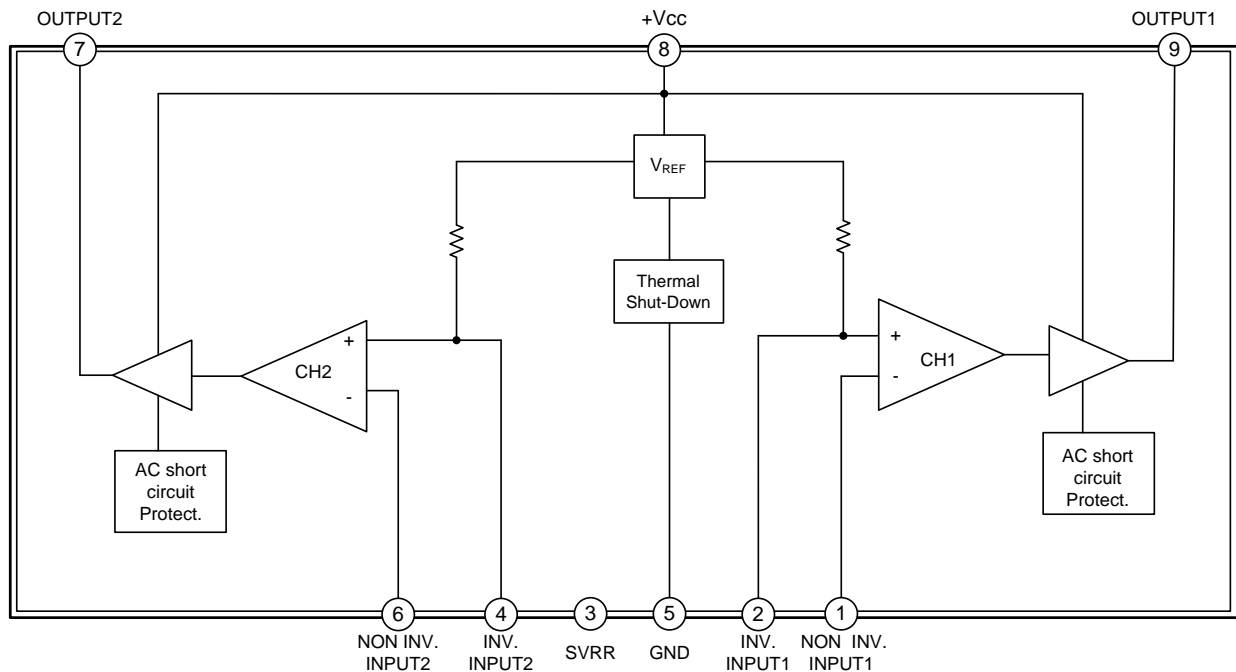 OUTPUT2
+Vcc
OUTPUT1
7
8
9
VREF
Thermal
Shut-Down
+
CH2
-
+
CH1
-
AC short
circuit
Protect.
AC short
circuit
Protect.
6
4
3
5
2
1
NON INV.
INPUT2
INV.
INPUT2
SVRR
GND
INV.
INPUT1
NON INV.
INPUT1